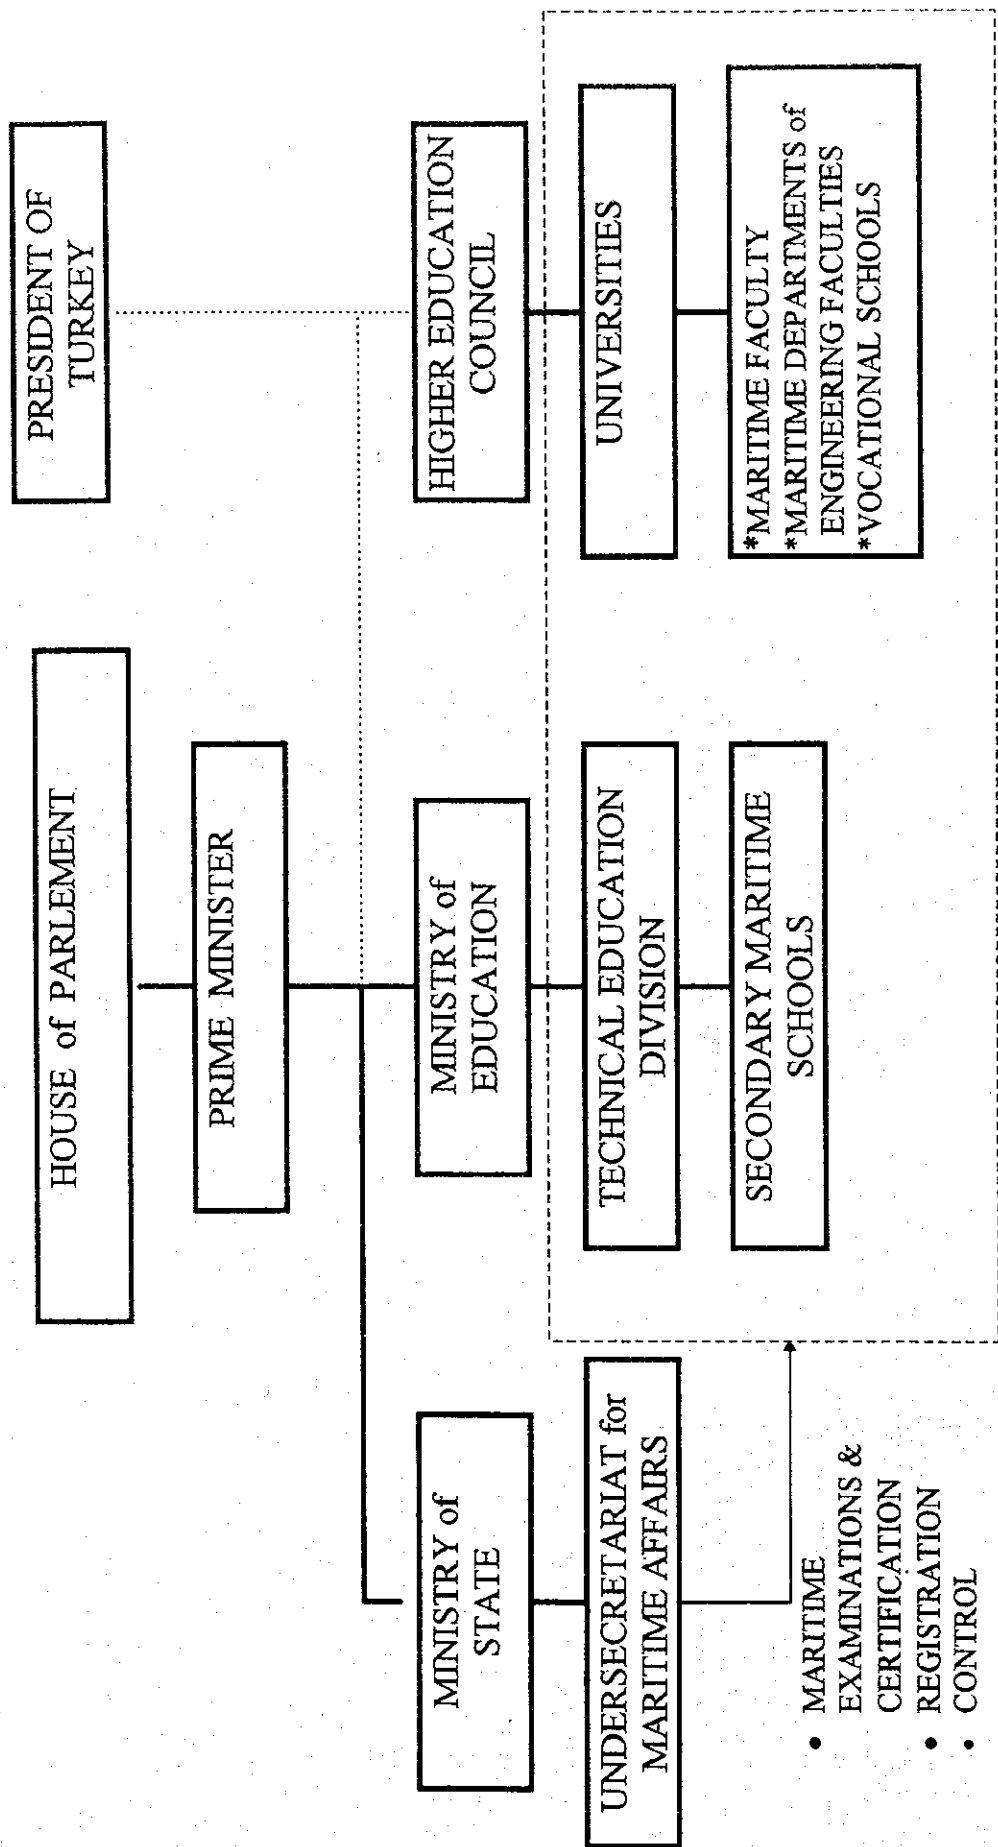 HOUSE of PARLEMENT
PRESIDENT OF
TURKEY
PRIME MINISTER
MINISTRY of
STATE
MINISTRY of
EDUCATION
HIGHER EDUCATION
COUNCIL
UNDERSECRETARIAT for
MARITIME AFFAIRS
TECHNICAL EDUCATION
DIVISION
UNIVERSITIES
SECONDARY MARITIME
SCHOOLS
*MARITIME FACULTY
*MARITIME DEPARTMENTS of
ENGINEERING FACULTIES
*VOCATIONAL SCHOOLS
• MARITIME
EXAMINATIONS &
CERTIFICATION
• REGISTRATION
• CONTROL